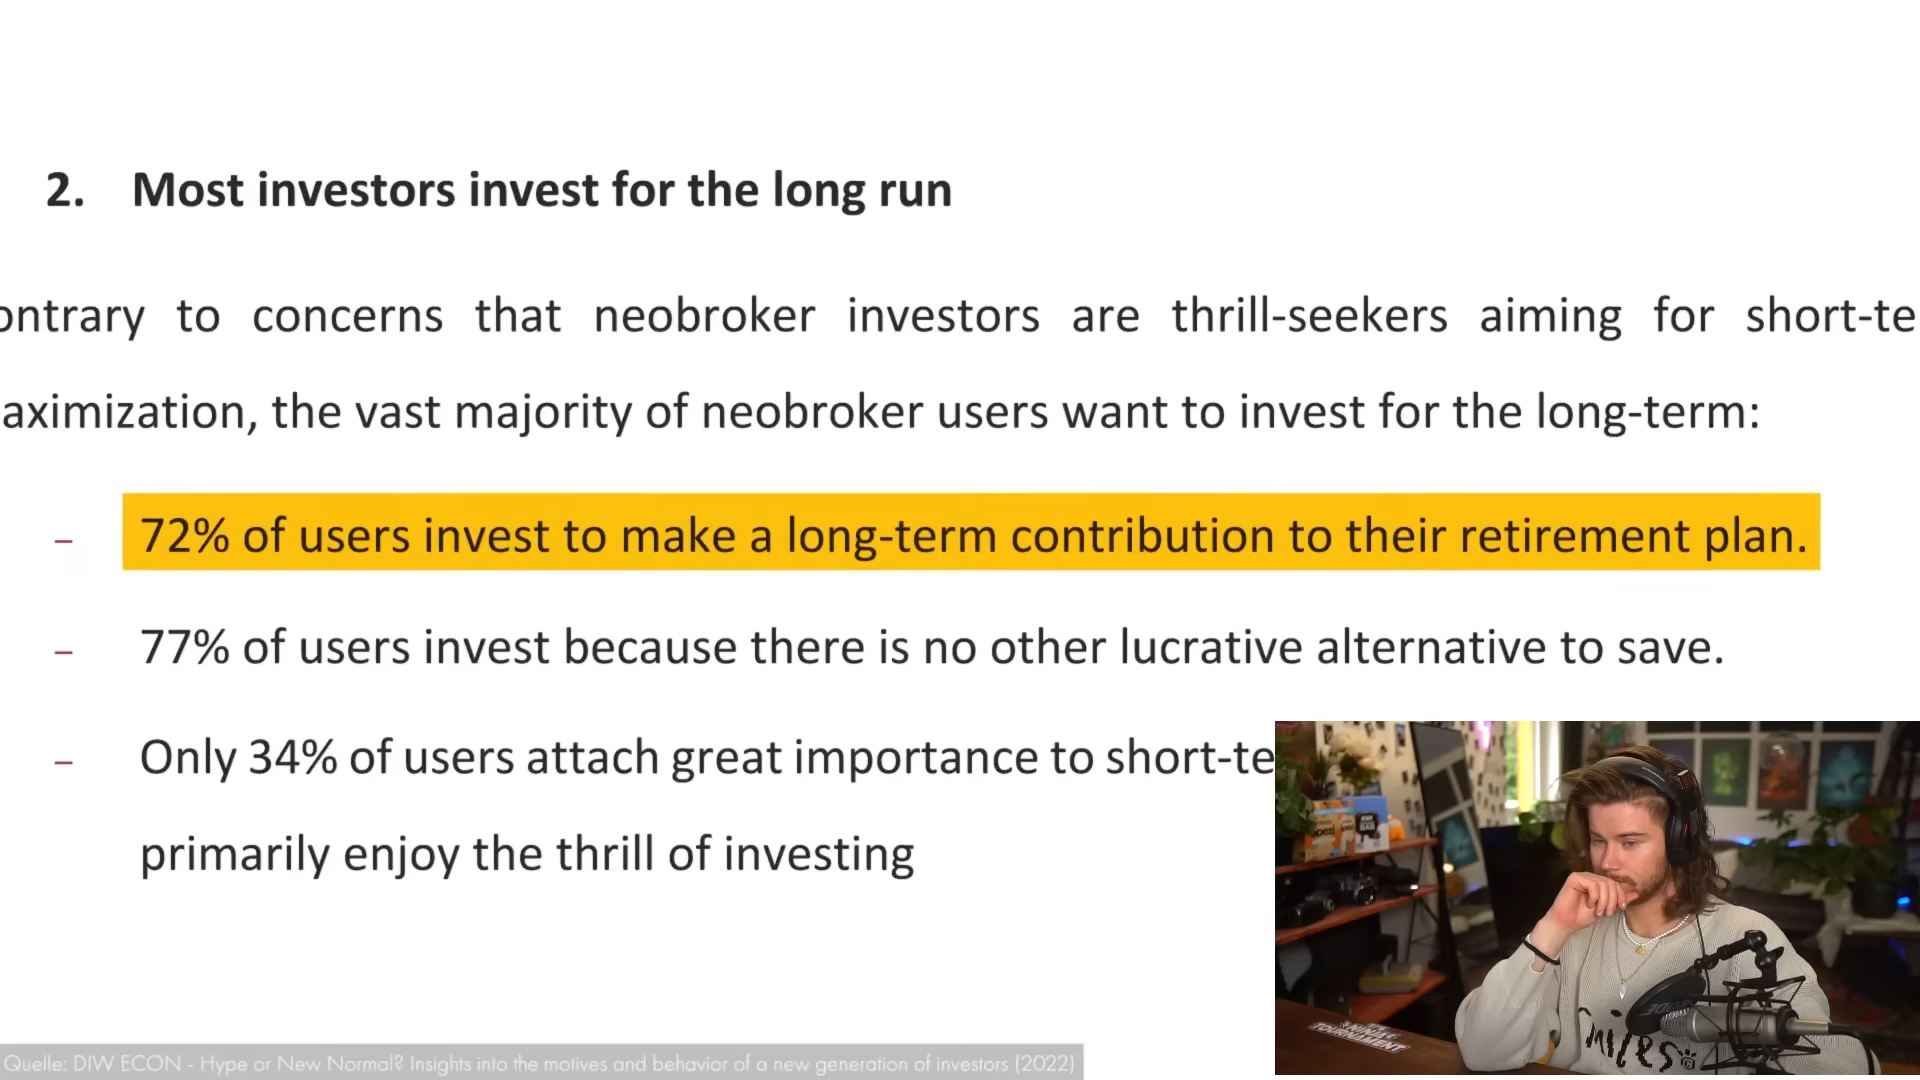 2. Most investors invest for the long run
ontrary to concerns that neobroker investors are thrill-seekers aiming for short-te
aximization, the vast majority of neobroker users want to invest for the long-term:
– 72% of users invest to make a long-term contribution to their retirement plan.
– 77% of users invest because there is no other lucrative alternative to save.
– Only 34% of users attach great importance to short-te
primarily enjoy the thrill of investing
TOURNAMENT
RODE
smiles
Quelle: DIW ECON - Hype or New Normal? Insights into the motives and behavior of a new generation of investors (2022)